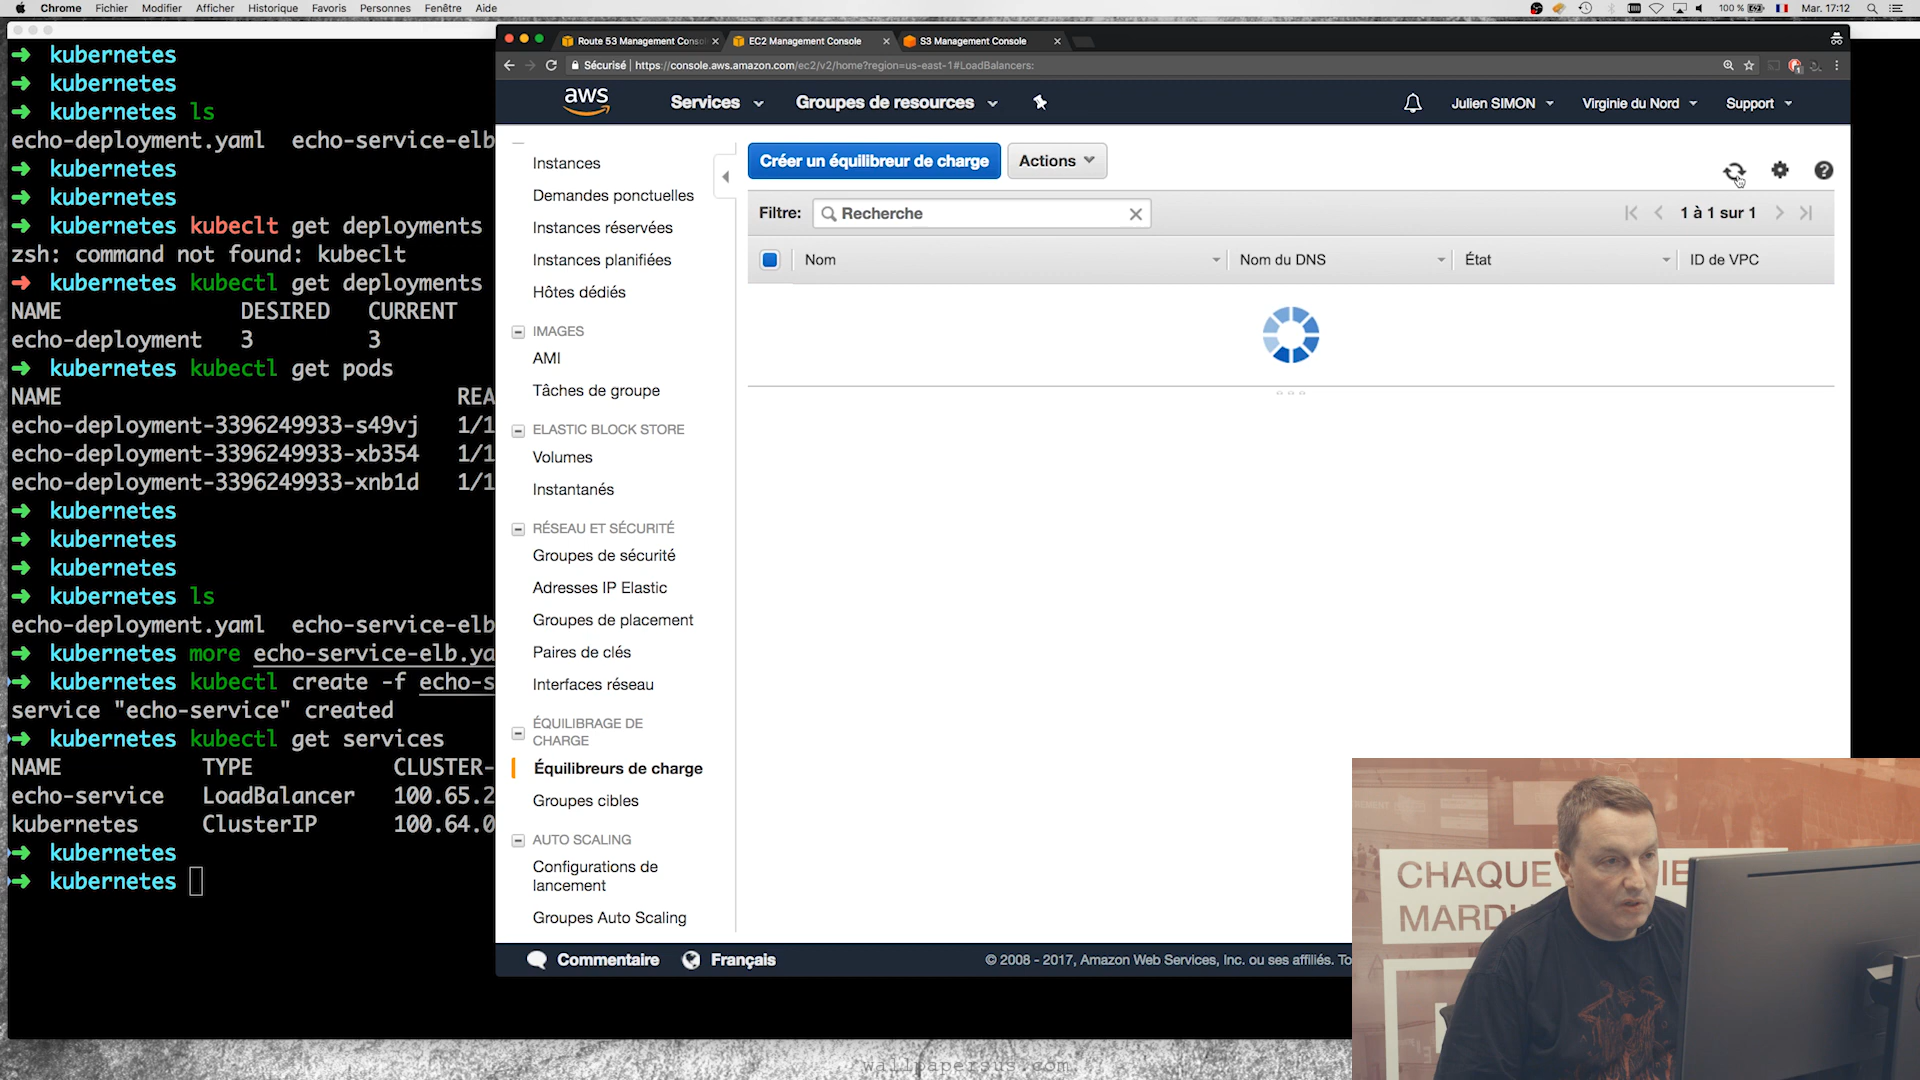 Chrome Fichier Modifier Afficher Historique Favoris Personnes Fenêtre Aide
100 % Mar. 17:12
kubernetes
kubernetes
kubernetes ls
echo-deployment.yaml echo-service-elb
kubernetes
kubernetes
kubernetes kubeclt get deployments
zsh: command not found: kubeclt
kubernetes kubectl get deployments
NAME DESIRED CURRENT
echo-deployment 3 3
kubernetes kubectl get pods
NAME REA
echo-deployment-3396249933-s49vj 1/1
echo-deployment-3396249933-xb354 1/1
echo-deployment-3396249933-xnb1d 1/1
kubernetes
kubernetes
kubernetes
kubernetes ls
echo-deployment.yaml echo-service-elb
kubernetes more echo-service-elb.ya
kubernetes kubectl create -f echo-s
service "echo-service" created
kubernetes kubectl get services
NAME TYPE CLUSTER-
echo-service LoadBalancer 100.65.2
kubernetes ClusterIP 100.64.0
kubernetes
kubernetes
Route 53 Management Conso
EC2 Management Console
S3 Management Console
Sécurisé https://console.aws.amazon.com/ec2/v2/home?region=us-east-1#LoadBalancers:
aws Services Groupes de resources Julien SIMON Virginie du Nord Support
Instances
Demandes ponctuelles
Instances réservées
Instances planifiées
Hôtes dédiés
IMAGES
AMI
Tâches de groupe
ELASTIC BLOCK STORE
Volumes
Instantanés
RÉSEAU ET SÉCURITÉ
Groupes de sécurité
Adresses IP Elastic
Groupes de placement
Paires de clés
Interfaces réseau
ÉQUILIBRAGE DE
CHARGE
Équilibreurs de charge
Groupes cibles
AUTO SCALING
Configurations de
lancement
Groupes Auto Scaling
Créer un équilibreur de charge Actions
Filtre: Recherche 1 à 1 sur 1
Nom Nom du DNS État ID de VPC
Commentaire Français © 2008 - 2017, Amazon Web Services, Inc. ou ses affiliés. To
CHAQUE
MARD
wallpapersus.com